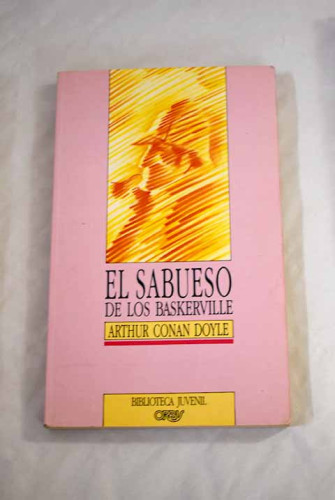 EL SABUESO
DE LOS BASKERVILLE
ARTHUR CONAN DOYLE
BIBLIOTECA JUVENIL
ORBIS